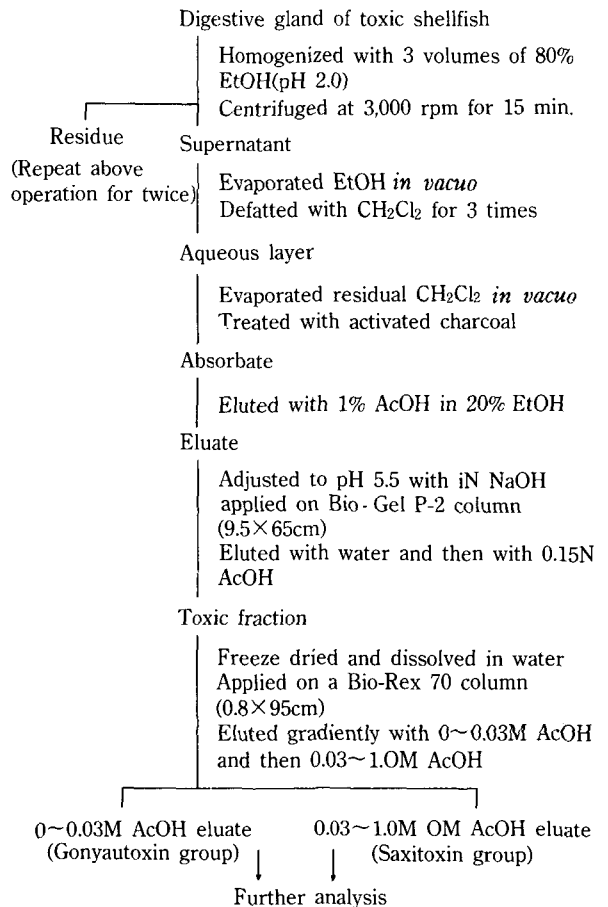 Digestive gland of toxic shellfish
Homogenized with 3 volumes of 80%
EtOH(pH 2.0)
Centrifuged at 3,000 rpm for 15 min.
Residue
(Repeat above
operation for twice)
Supernatant
Evaporated EtOH in vacuo
Defatted with CH2Cl2 for 3 times
Aqueous layer
Evaporated residual CH2Cl2 in vacuo
Treated with activated charcoal
Absorbate
Eluted with 1% AcOH in 20% EtOH
Eluate
Adjusted to pH 5.5 with iN NaOH
applied on Bio-Gel P-2 column
(9.5×65cm)
Eluted with water and then with 0.15N
AcOH
Toxic fraction
Freeze dried and dissolved in water
Applied on a Bio-Rex 70 column
(0.8×95cm)
Eluted gradiently with 0~0.03M AcOH
and then 0.03~1.OM AcOH
0~0.03M AcOH eluate
(Gonyautoxin group)
0.03~1.0M OM AcOH eluate
(Saxitoxin group)
Further analysis